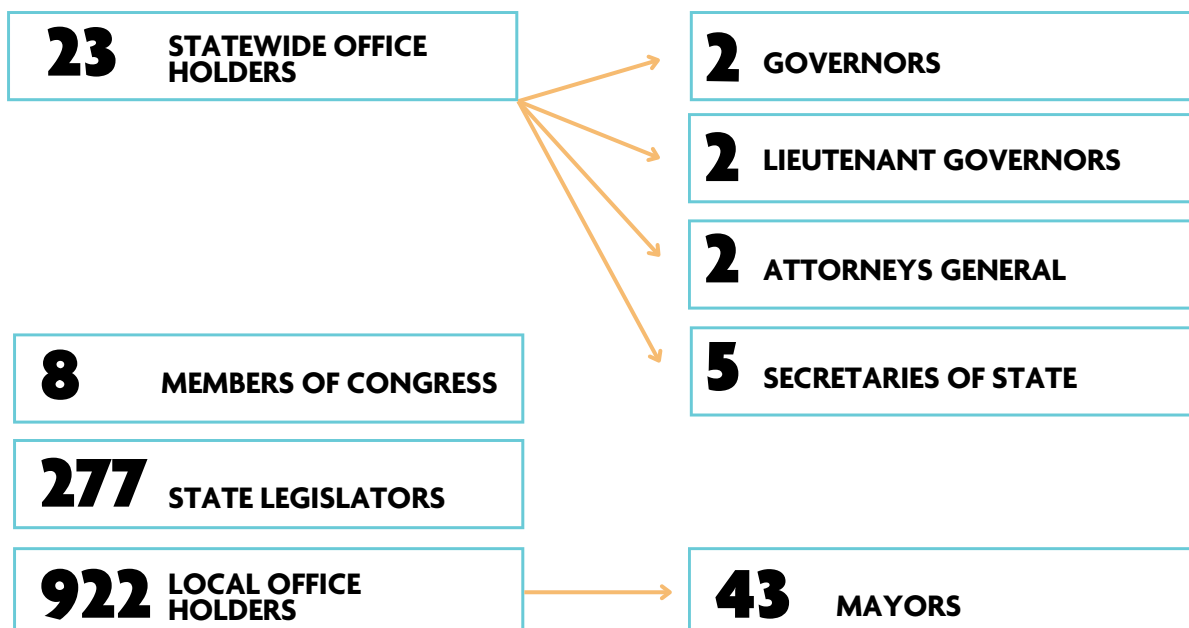 23 STATEWIDE OFFICE
HOLDERS
2 GOVERNORS
2 LIEUTENANT GOVERNORS
2 ATTORNEYS GENERAL
5 SECRETARIES OF STATE
8 MEMBERS OF CONGRESS
277 STATE LEGISLATORS
922 LOCAL OFFICE
HOLDERS
43 MAYORS